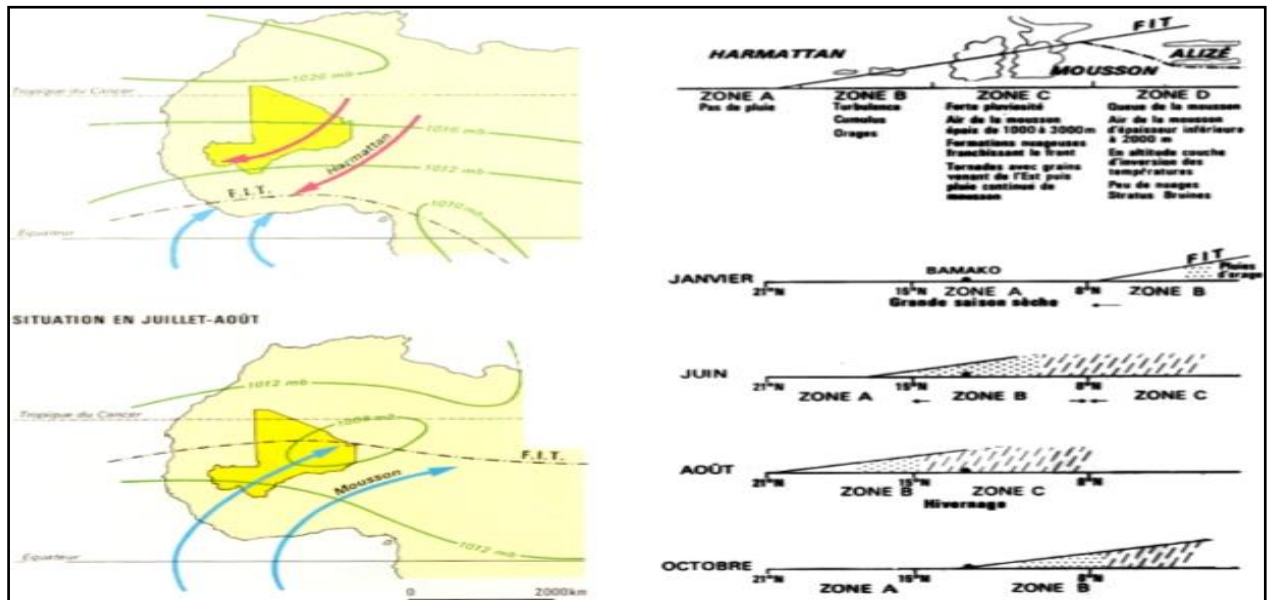 1020 mb
Tropique du Cancer
1016 mb
Harmattan
1012 mb
F.I.T.
1010 mb
Équateur
SITUATION EN JUILLET-AOÛT
1012 mb
Tropique du Cancer
1008 mb
F.I.T.
Mousson
Équateur
1012 mb
0 2000km
FIT
HARMATTAN
ALIZÉ
MOUSSON
ZONE A
Pas de pluie
ZONE B
Turbulence
Cumulus
Orages
ZONE C
Forte pluviosité
Air de la mousson
épais de 1000 à 3000m
Formations nuageuses
franchissant le front
Tornades avec grains
venant de l'Est puis
pluie continue de
mousson
ZONE D
Queue de la mousson
Air de la mousson
d'épaisseur inférieure
à 2000 m
En altitude couche
d'inversion des
températures
Peu de nuages
Stratus Bruines
FIT
Pluies
d'orage
BAMAKO
JANVIER
21°N 15°N ZONE A 8°N ZONE B
Grande saison sèche
JUIN
21°N 15°N 8°N
ZONE A ZONE B ZONE C
AOÛT
21°N 15°N 8°N
ZONE B ZONE C
Hivernage
OCTOBRE
21°N 15°N 8°N
ZONE A ZONE B